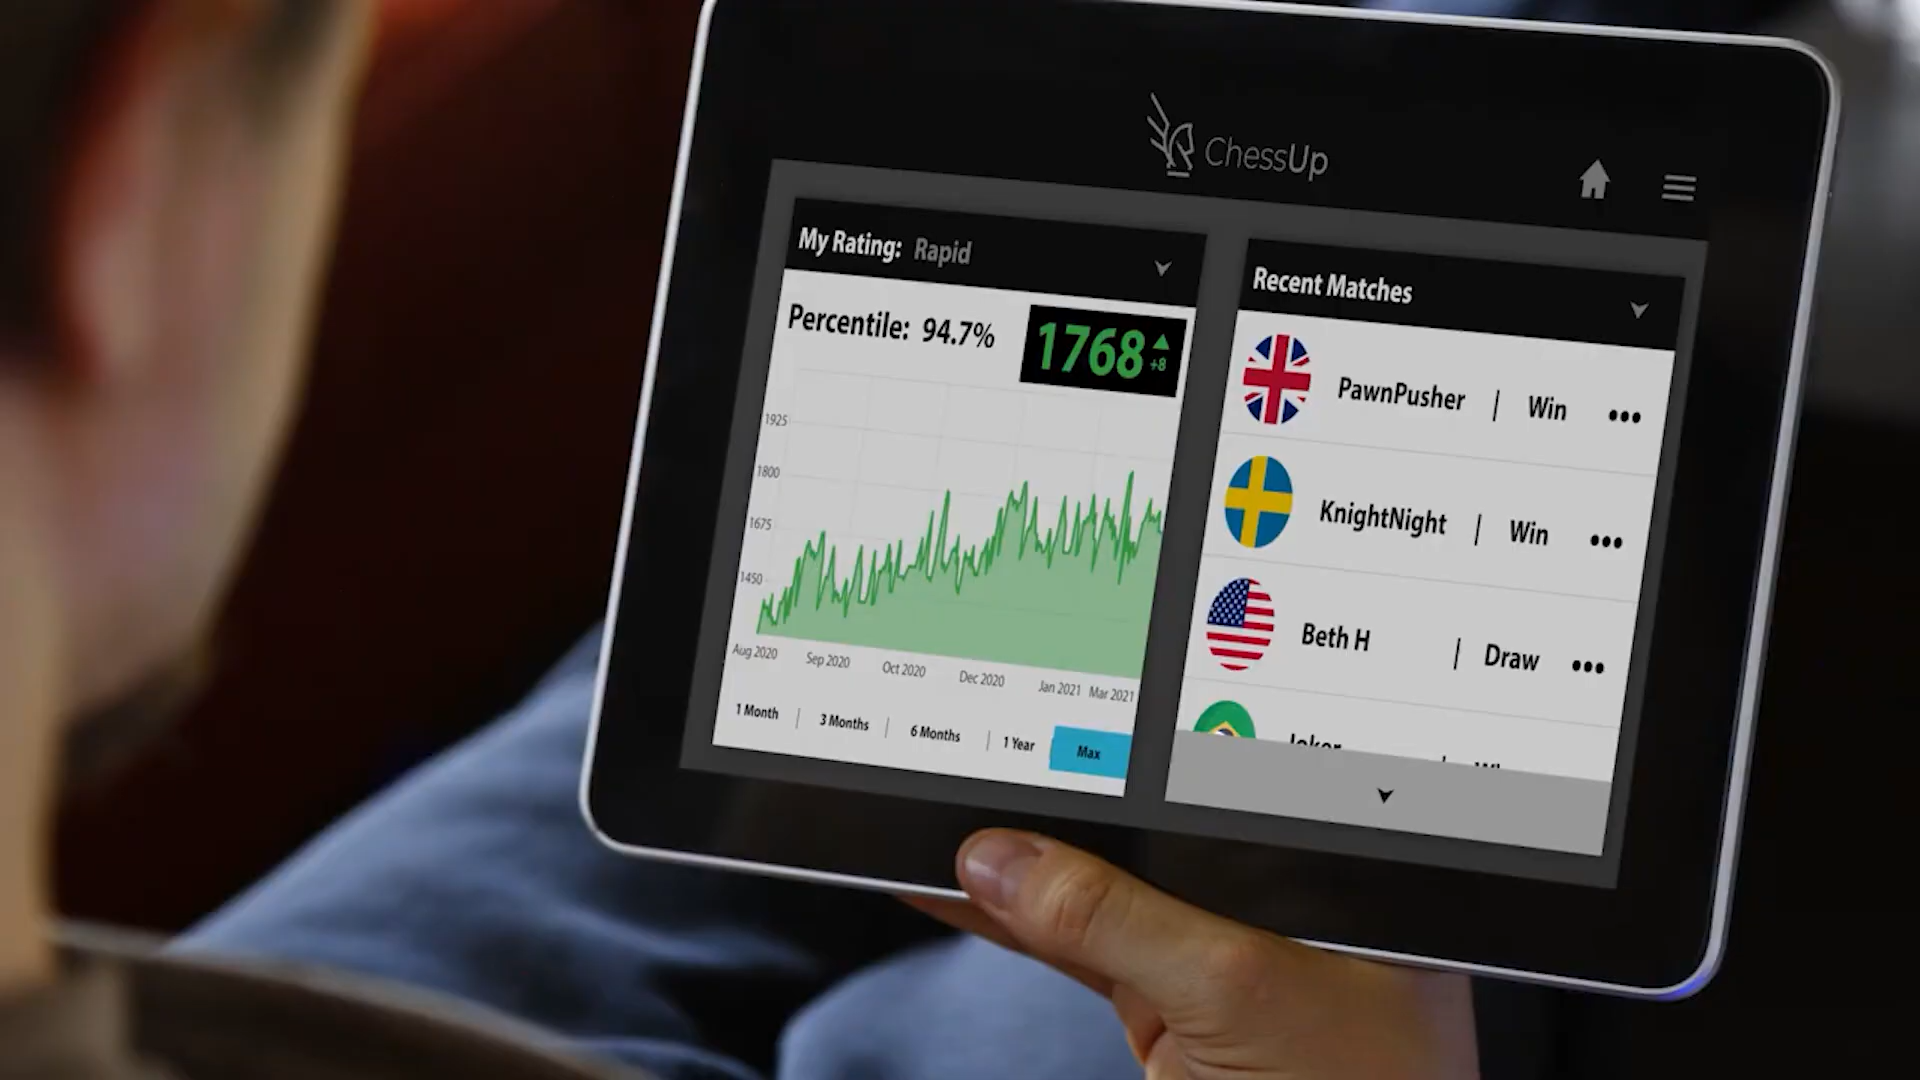 ChessUp
My Rating: Rapid
Percentile: 94.7%
1768
+8
1925
1800
1675
1450
Aug 2020
Sep 2020
Oct 2020
Dec 2020
Jan 2021
Mar 2021
1 Month | 3 Months | 6 Months | 1 Year
Max
Recent Matches
PawnPusher | Win
KnightNight | Win
Beth H | Draw
Joker